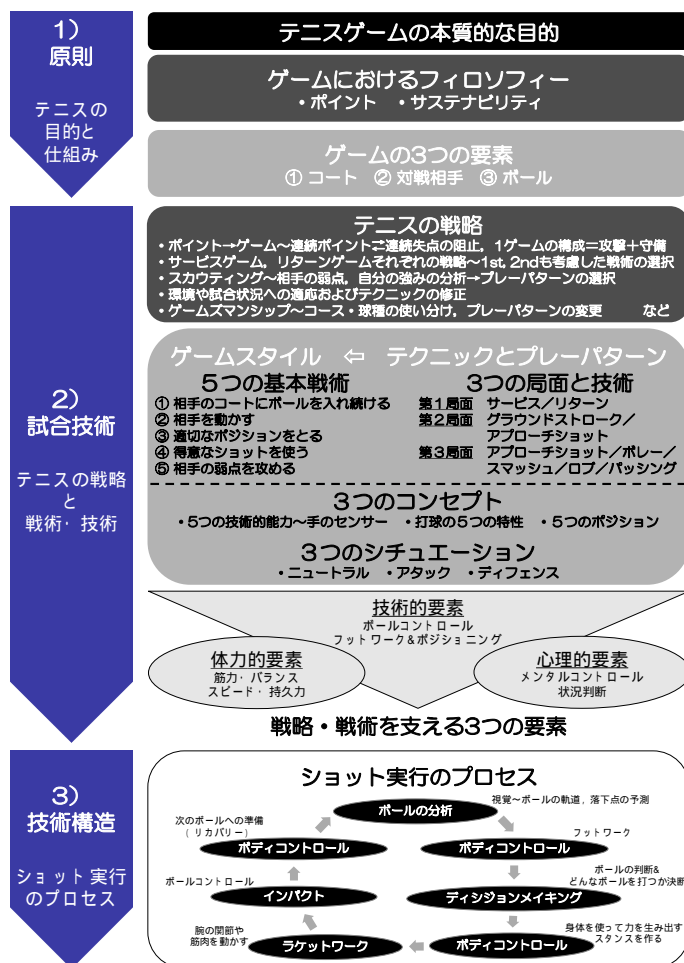 1）
原則
テニスの
目的と
仕組み
テニスゲームの本質的な目的
ゲームにおけるフィロソフィー
・ポイント　・サステナビリティ
ゲームの3つの要素
① コート　② 対戦相手　③ ボール
2）
試合技術
テニスの戦略
と
戦術・技術
テニスの戦略
・ポイント→ゲーム～連続ポイント⇄連続失点の阻止，1ゲームの構成＝攻撃＋守備
・サービスゲーム，リターンゲームそれぞれの戦略～1st, 2ndも考慮した戦術の選択
・スカウティング～相手の弱点，自分の強みの分析→プレーパターンの選択
・環境や試合状況への適応およびテクニックの修正
・ゲームズマンシップ～コース・球種の使い分け，プレーパターンの変更　　など
ゲームスタイル　⇦　テクニックとプレーパターン
5つの基本戦術
① 相手のコートにボールを入れ続ける
② 相手を動かす
③ 適切なポジションをとる
④ 得意なショットを使う
⑤ 相手の弱点を攻める
3つの局面と技術
第1局面　サービス／リターン
第2局面　グラウンドストローク／
アプローチショット
第3局面　アプローチショット／ボレー／
スマッシュ／ロブ／パッシング
3つのコンセプト
・5つの技術的能力～手のセンサー　・打球の5つの特性　・5つのポジション
3つのシチュエーション
・ニュートラル　・アタック　・ディフェンス
技術的要素
ボールコントロール
フットワーク&ポジショニング
体力的要素
筋力・バランス
スピード・持久力
心理的要素
メンタルコントロール
状況判断
戦略・戦術を支える3つの要素
3）
技術構造
ショット実行
のプロセス
ショット実行のプロセス
ボールの分析
視覚～ボールの軌道，落下点の予測
ボディコントロール
フットワーク
ディシジョンメイキング
ボールの判断&
どんなボールを打つか決断
ボディコントロール
身体を使って力を生み出す
スタンスを作る
ラケットワーク
腕の関節や
筋肉を動かす
インパクト
ボールコントロール
ボディコントロール
次のボールへの準備
（リカバリー）